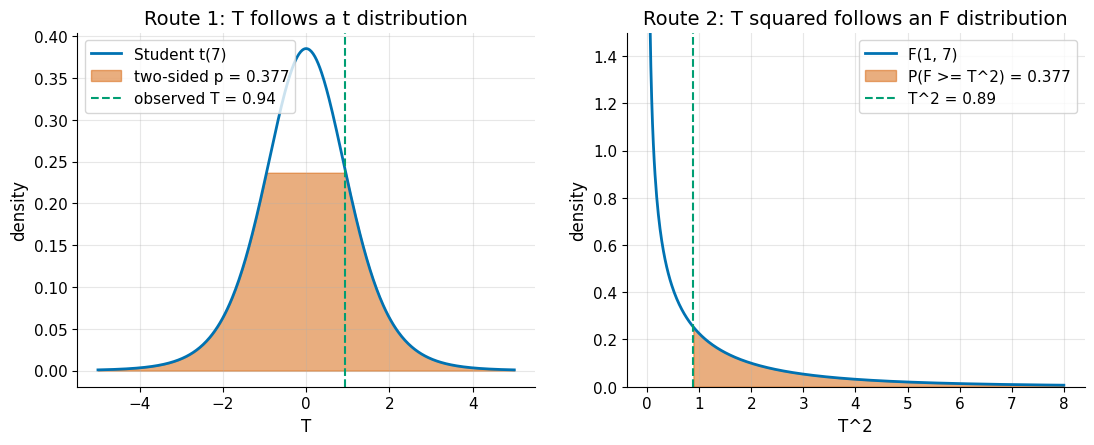 Route 1: T follows a t distribution
Student t(7)
two-sided p = 0.377
observed T = 0.94
0.40
0.35
0.30
0.25
0.20
0.15
0.10
0.05
0.00
density
−4
−2
0
2
4
T
Route 2: T squared follows an F distribution
F(1, 7)
P(F >= T^2) = 0.377
T^2 = 0.89
1.4
1.2
1.0
0.8
0.6
0.4
0.2
0.0
density
0
1
2
3
4
5
6
7
8
T^2